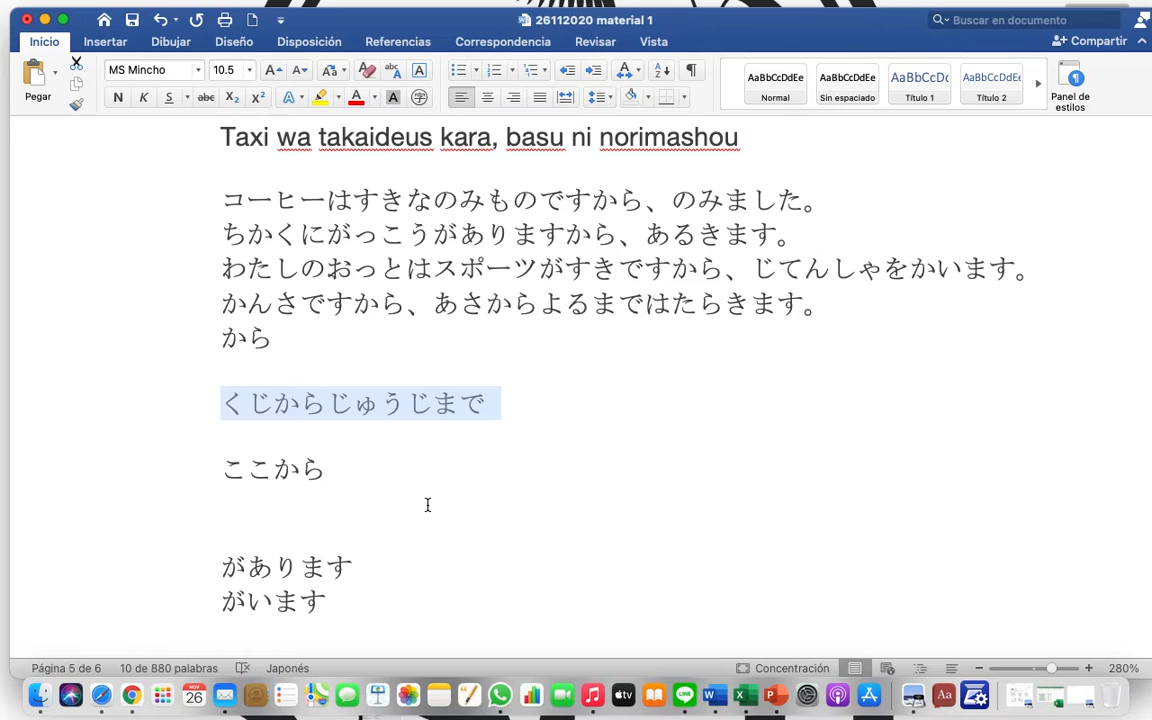 26112020 material 1
Buscar en documento
Inicio Insertar Dibujar Diseño Disposición Referencias Correspondencia Revisar Vista
Compartir
Pegar
MS Mincho 10.5
N K S abc X₂ X²
AaBbCcDdEe AaBbCcDdEe AaBbCcDc AaBbCcDdEe
Normal Sin espaciado Título 1 Título 2
Panel de estilos
Taxi wa takaideus kara, basu ni norimashou
コーヒーはすきなのみものですから、のみました。
ちかくにがっこうがありますから、あるきます。
わたしのおっとはスポーツがすきですから、じてんしゃをかいます。
かんさですから、あさからよるまではたらきます。
から
くじからじゅうじまで
ここから
があります
がいます
Página 5 de 6 10 de 880 palabras Japonés Concentración 280%
NOV 26